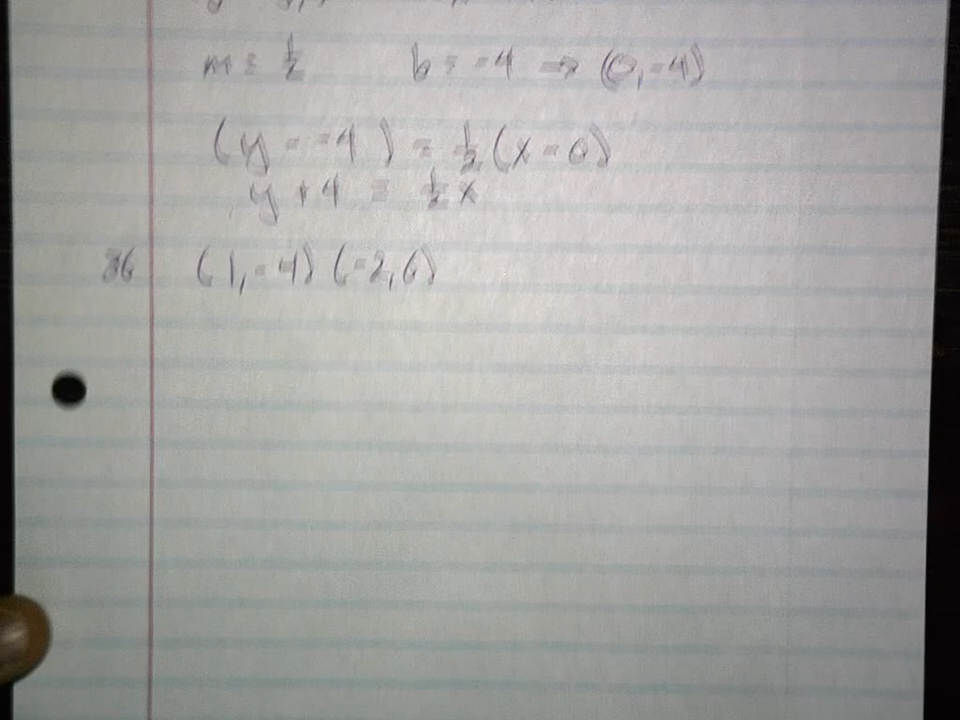 m = 1/2 b = -4 → (0, -4)
(y - -4) = 1/2 (x - 0)
y + 4 = 1/2 x
36 (1, -4) (-2, 6)